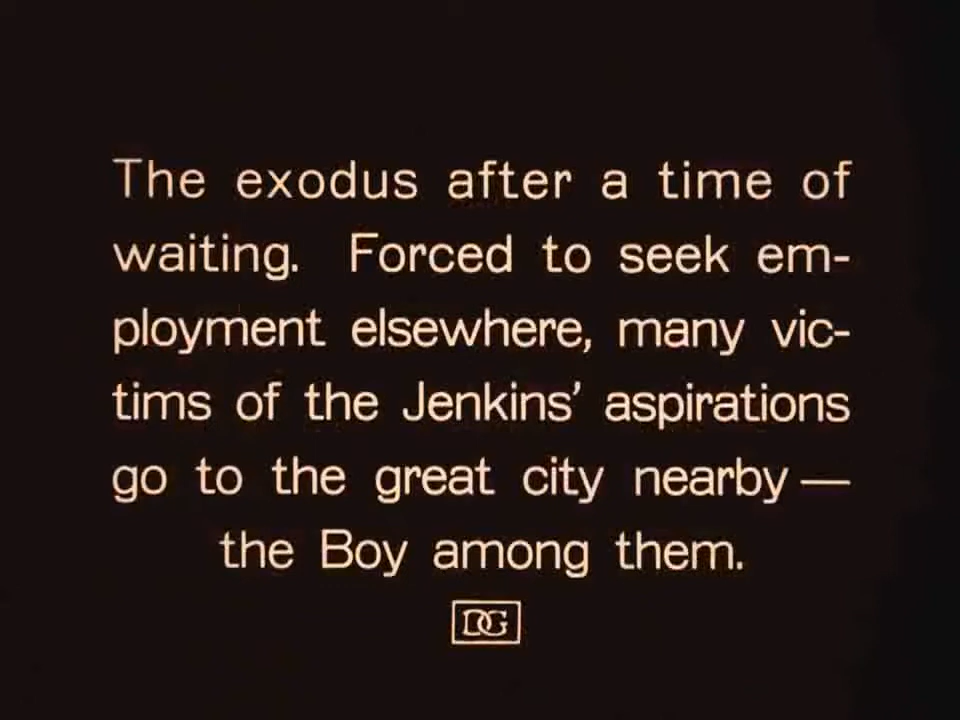 The exodus after a time of
waiting. Forced to seek em-
ployment elsewhere, many vic-
tims of the Jenkins' aspirations
go to the great city nearby —
the Boy among them.
DG